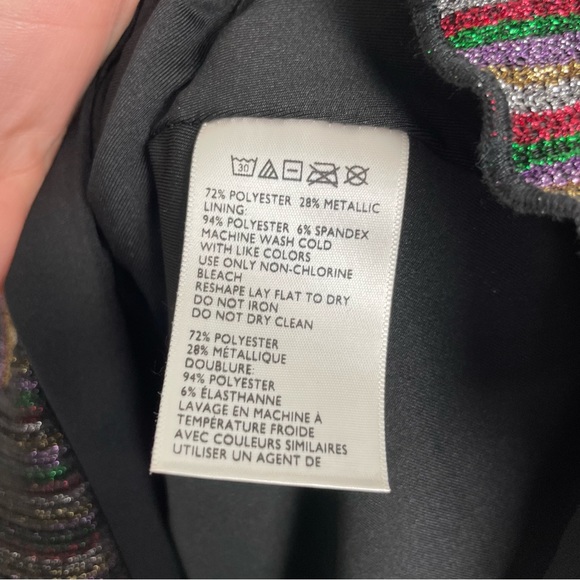 30
72% POLYESTER 28% METALLIC
LINING:
94% POLYESTER 6% SPANDEX
MACHINE WASH COLD
WITH LIKE COLORS
USE ONLY NON-CHLORINE
BLEACH
RESHAPE LAY FLAT TO DRY
DO NOT IRON
DO NOT DRY CLEAN
72% POLYESTER
28% MÉTALLIQUE
DOUBLURE:
94% POLYESTER
6% ÉLASTHANNE
LAVAGE EN MACHINE À
TEMPÉRATURE FROIDE
AVEC COULEURS SIMILAIRES
UTILISER UN AGENT DE